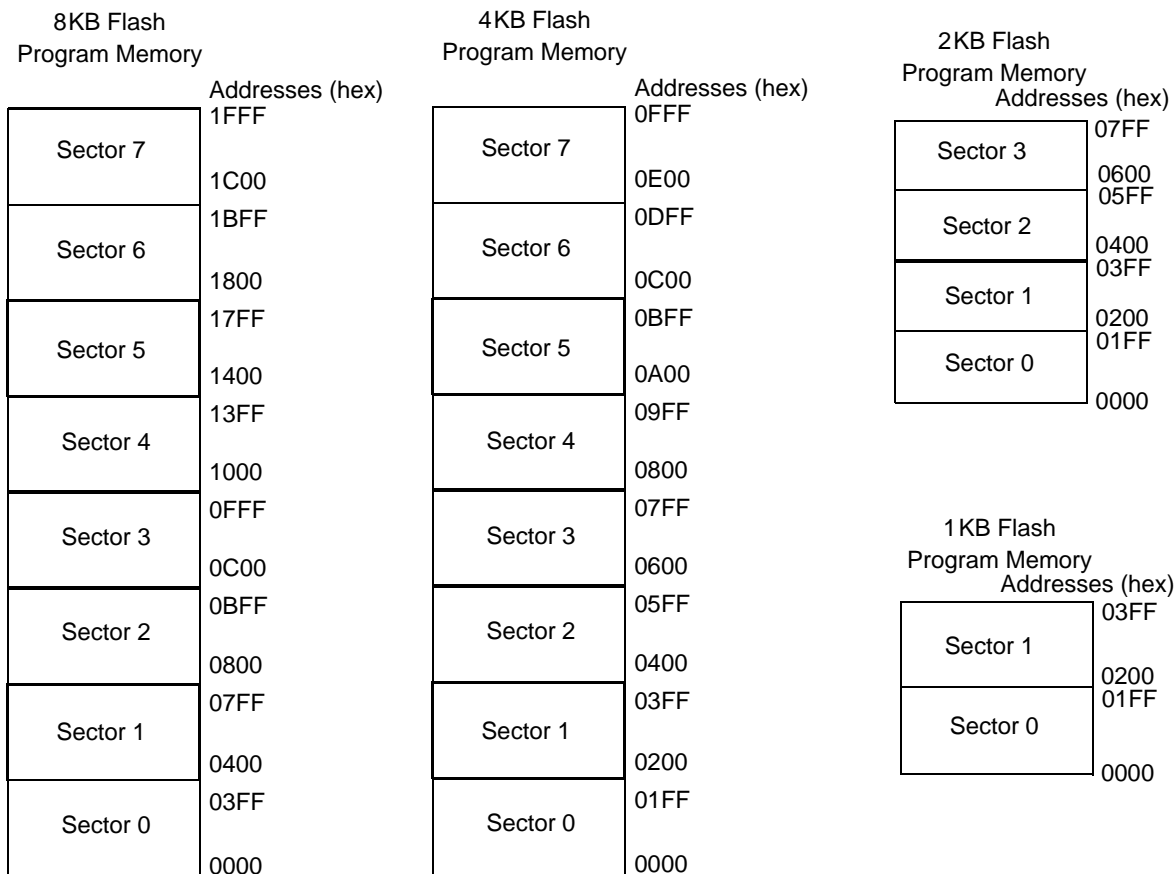 8KB Flash
Program Memory
Addresses (hex)
1FFF
Sector 7
1C00
1BFF
Sector 6
1800
17FF
Sector 5
1400
13FF
Sector 4
1000
0FFF
Sector 3
0C00
0BFF
Sector 2
0800
07FF
Sector 1
0400
03FF
Sector 0
0000
4KB Flash
Program Memory
Addresses (hex)
0FFF
Sector 7
0E00
0DFF
Sector 6
0C00
0BFF
Sector 5
0A00
09FF
Sector 4
0800
07FF
Sector 3
0600
05FF
Sector 2
0400
03FF
Sector 1
0200
01FF
Sector 0
0000
2KB Flash
Program Memory
Addresses (hex)
07FF
Sector 3
0600
05FF
Sector 2
0400
03FF
Sector 1
0200
01FF
Sector 0
0000
1KB Flash
Program Memory
Addresses (hex)
03FF
Sector 1
0200
01FF
Sector 0
0000